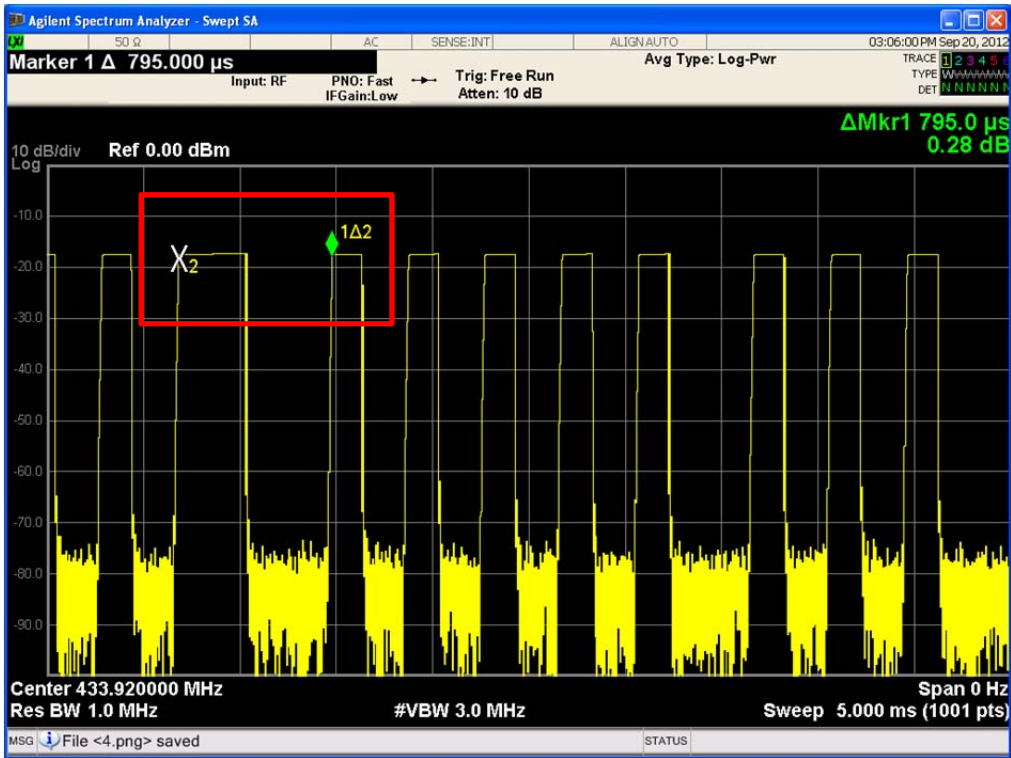 Agilent Spectrum Analyzer - Swept SA
LXI 50 Ω AC SENSE:INT ALIGNAUTO 03:06:00 PM Sep 20, 2012
Marker 1 Δ 795.000 µs
Input: RF
PNO: Fast
IFGain:Low
Trig: Free Run
Atten: 10 dB
Avg Type: Log-Pwr
TRACE 1 2 3 4 5 6
TYPE WWWWWW
DET N N N N N N
ΔMkr1 795.0 µs
0.28 dB
10 dB/div Ref 0.00 dBm
Log
-10.0
1Δ2
X2
-20.0
-30.0
-40.0
-50.0
-60.0
-70.0
-80.0
-90.0
Center 433.920000 MHz Span 0 Hz
Res BW 1.0 MHz #VBW 3.0 MHz Sweep 5.000 ms (1001 pts)
MSG File <4.png> saved STATUS